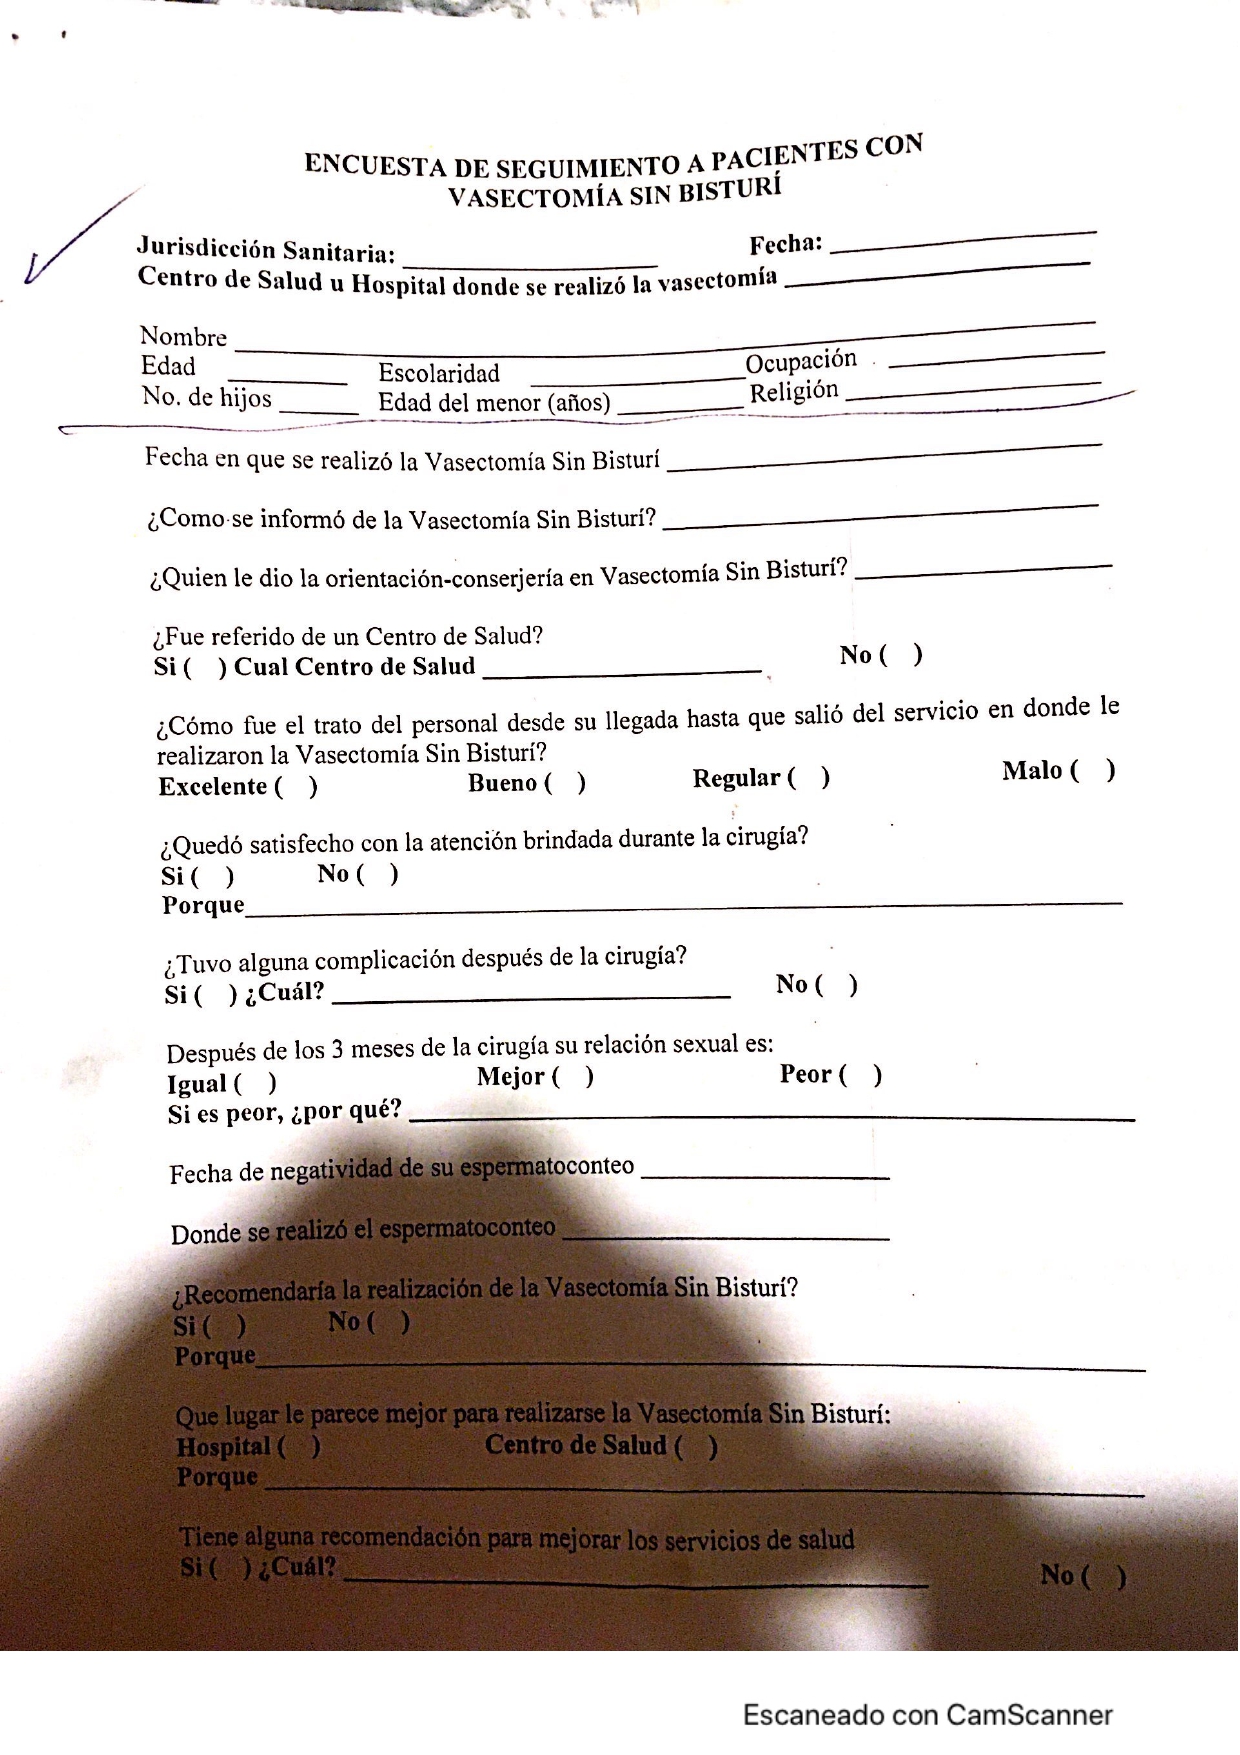 ENCUESTA DE SEGUIMIENTO A PACIENTES CON
VASECTOMÍA SIN BISTURÍ
Jurisdicción Sanitaria: ____________ Fecha: ____________
Centro de Salud u Hospital donde se realizó la vasectomía ____________
Nombre ____________
Edad ________ Escolaridad ____________ Ocupación ____________
No. de hijos ______ Edad del menor (años) ________ Religión ____________
Fecha en que se realizó la Vasectomía Sin Bisturí ____________
¿Como se informó de la Vasectomía Sin Bisturí? ____________
¿Quien le dio la orientación-conserjería en Vasectomía Sin Bisturí? ____________
¿Fue referido de un Centro de Salud?
Si ( ) Cual Centro de Salud ____________ No ( )
¿Cómo fue el trato del personal desde su llegada hasta que salió del servicio en donde le
realizaron la Vasectomía Sin Bisturí?
Excelente ( ) Bueno ( ) Regular ( ) Malo ( )
¿Quedó satisfecho con la atención brindada durante la cirugía?
Si ( ) No ( )
Porque____________
¿Tuvo alguna complicación después de la cirugía?
Si ( ) ¿Cuál? ____________ No ( )
Después de los 3 meses de la cirugía su relación sexual es:
Igual ( ) Mejor ( ) Peor ( )
Si es peor, ¿por qué? ____________
Fecha de negatividad de su espermatoconteo ____________
Donde se realizó el espermatoconteo ____________
¿Recomendaría la realización de la Vasectomía Sin Bisturí?
Si ( ) No ( )
Porque____________
Que lugar le parece mejor para realizarse la Vasectomía Sin Bisturí:
Hospital ( ) Centro de Salud ( )
Porque ____________
Tiene alguna recomendación para mejorar los servicios de salud
Si ( ) ¿Cuál? ____________ No ( )
Escaneado con CamScanner